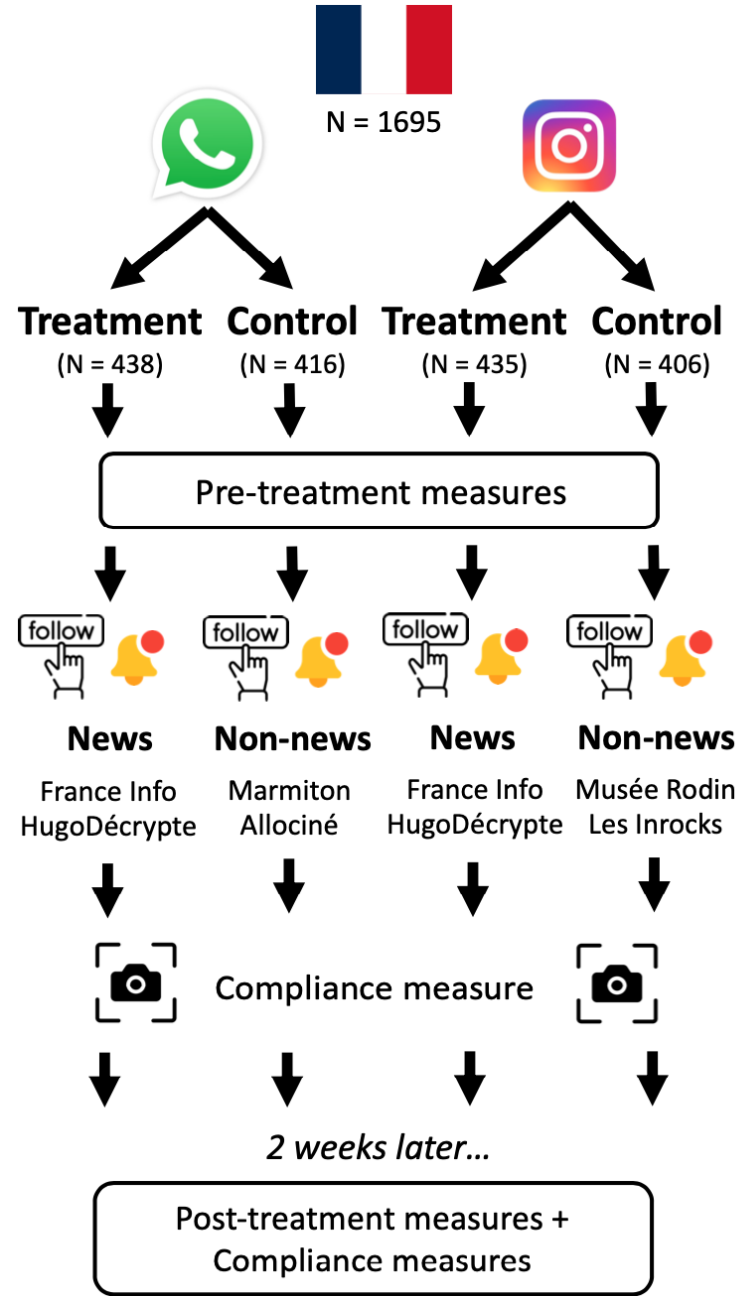 N = 1695
Treatment Control Treatment Control
(N = 438) (N = 416) (N = 435) (N = 406)
Pre-treatment measures
follow follow follow follow
News Non-news News Non-news
France Info Marmiton France Info Musée Rodin
HugoDécrypte Allociné HugoDécrypte Les Inrocks
Compliance measure
2 weeks later...
Post-treatment measures +
Compliance measures